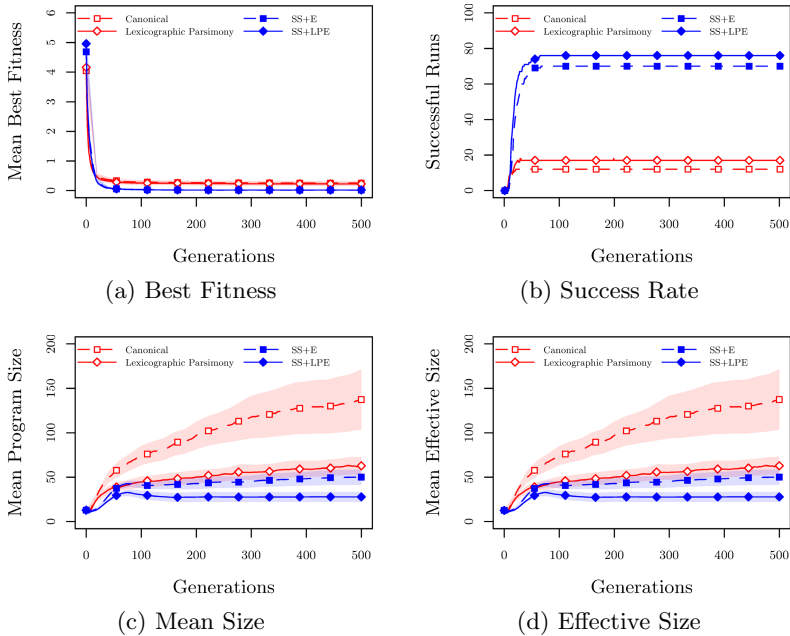 Canonical
Lexicographic Parsimony
SS+E
SS+LPE
Mean Best Fitness
0 1 2 3 4 5 6
0 100 200 300 400 500
Generations
(a) Best Fitness
Canonical
Lexicographic Parsimony
SS+E
SS+LPE
Successful Runs
0 20 40 60 80 100
0 100 200 300 400 500
Generations
(b) Success Rate
Canonical
Lexicographic Parsimony
SS+E
SS+LPE
Mean Program Size
0 50 100 150 200
0 100 200 300 400 500
Generations
(c) Mean Size
Canonical
Lexicographic Parsimony
SS+E
SS+LPE
Mean Effective Size
0 50 100 150 200
0 100 200 300 400 500
Generations
(d) Effective Size